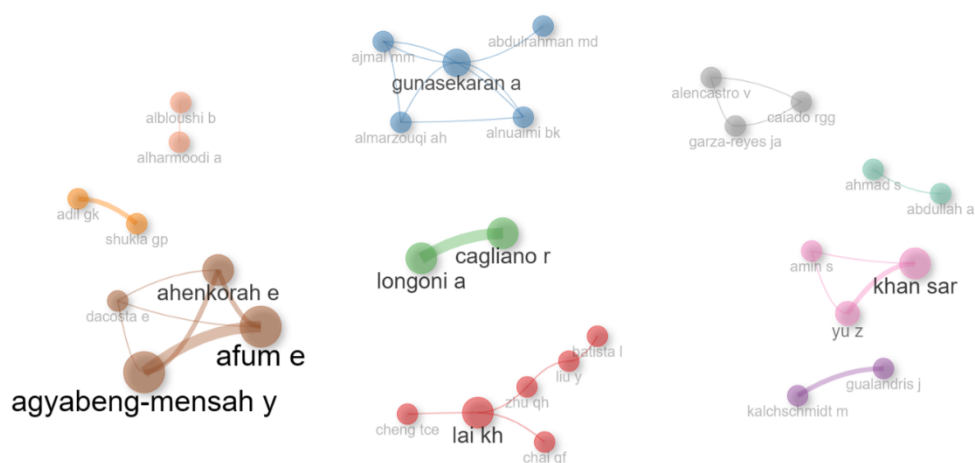 abdulrahman md
ajmal mm
gunasekaran a
almarzouqi ah
alnuaimi bk
alencastro v
caiado rgg
garza-reyes ja
albloushi b
alharmoodi a
ahmad s
abdullah a
adil gk
shukla gp
cagliano r
longoni a
amin s
khan sar
yu z
ahenkorah e
dacosta e
afum e
agyabeng-mensah y
batista l
liu y
zhu qh
cheng tce
lai kh
chai qf
gualandris j
kalchschmidt m